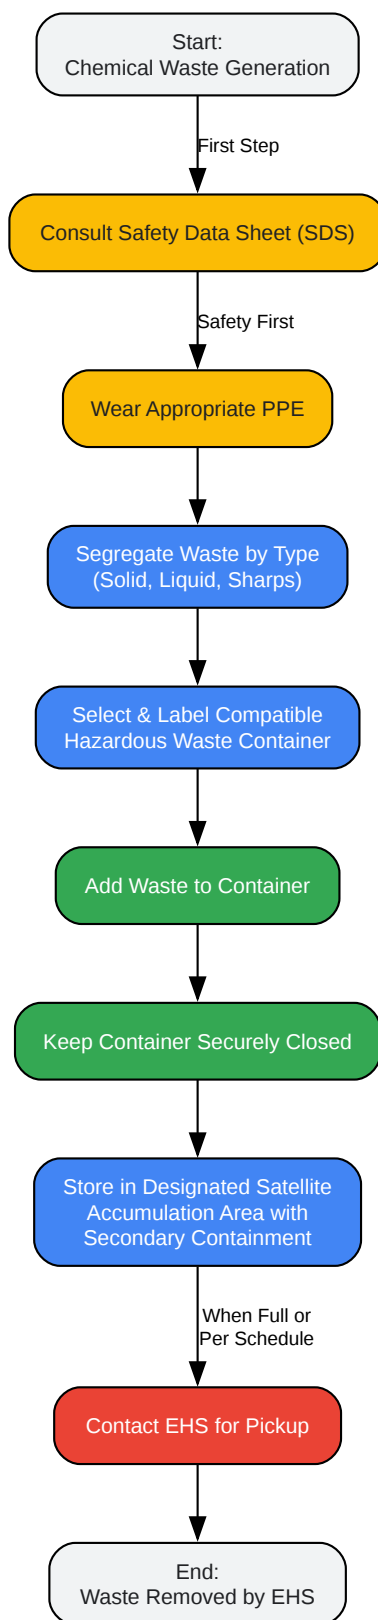 Start:
Chemical Waste Generation
First Step
Consult Safety Data Sheet (SDS)
Safety First
Wear Appropriate PPE
Segregate Waste by Type
(Solid, Liquid, Sharps)
Select & Label Compatible
Hazardous Waste Container
Add Waste to Container
Keep Container Securely Closed
Store in Designated Satellite
Accumulation Area with
Secondary Containment
When Full or
Per Schedule
Contact EHS for Pickup
End:
Waste Removed by EHS